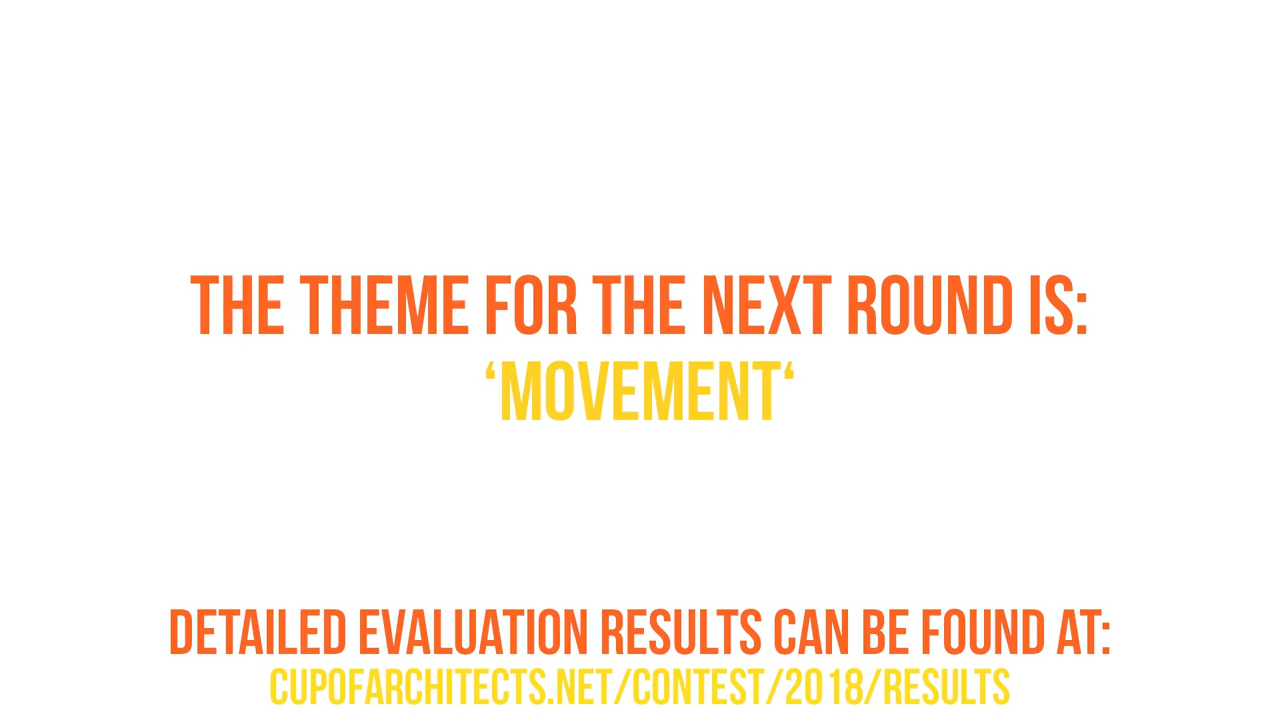 THE THEME FOR THE NEXT ROUND IS:
‘MOVEMENT‘
DETAILED EVALUATION RESULTS CAN BE FOUND AT:
CUPOFARCHITECTS.NET/CONTEST/2018/RESULTS